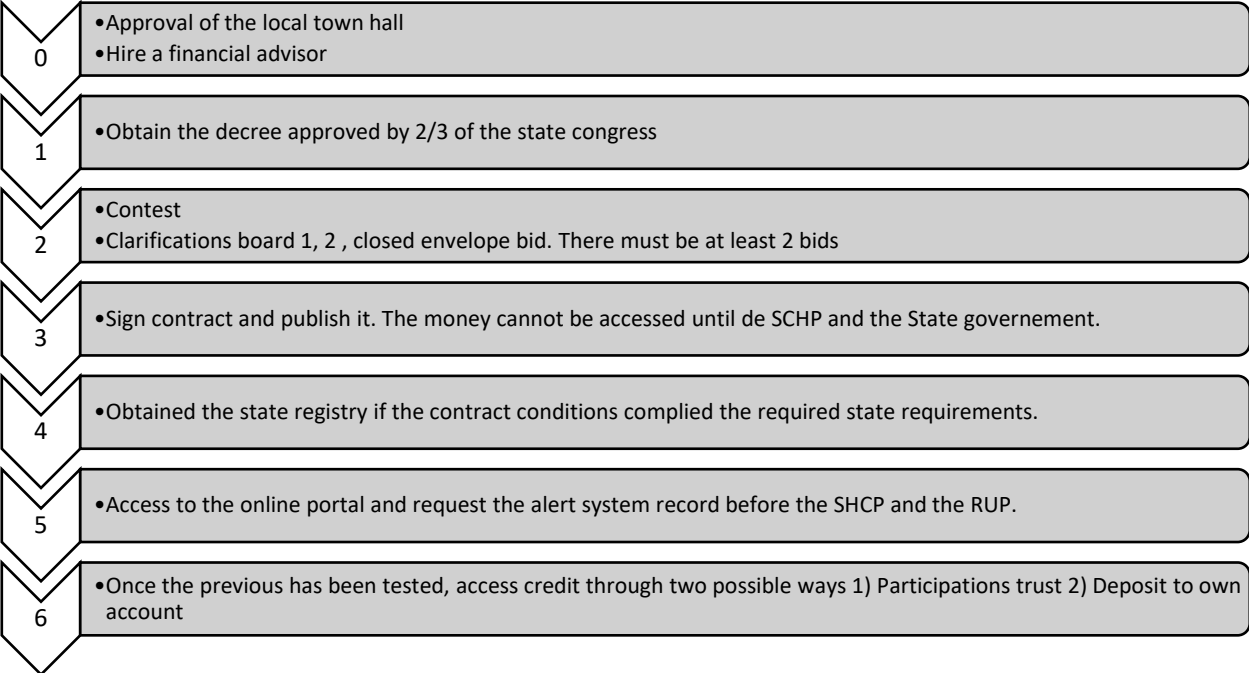 0
•Approval of the local town hall
•Hire a financial advisor
1
•Obtain the decree approved by 2/3 of the state congress
2
•Contest
•Clarifications board 1, 2 , closed envelope bid. There must be at least 2 bids
3
•Sign contract and publish it. The money cannot be accessed until de SCHP and the State governement.
4
•Obtained the state registry if the contract conditions complied the required state requirements.
5
•Access to the online portal and request the alert system record before the SHCP and the RUP.
6
•Once the previous has been tested, access credit through two possible ways 1) Participations trust 2) Deposit to own
account